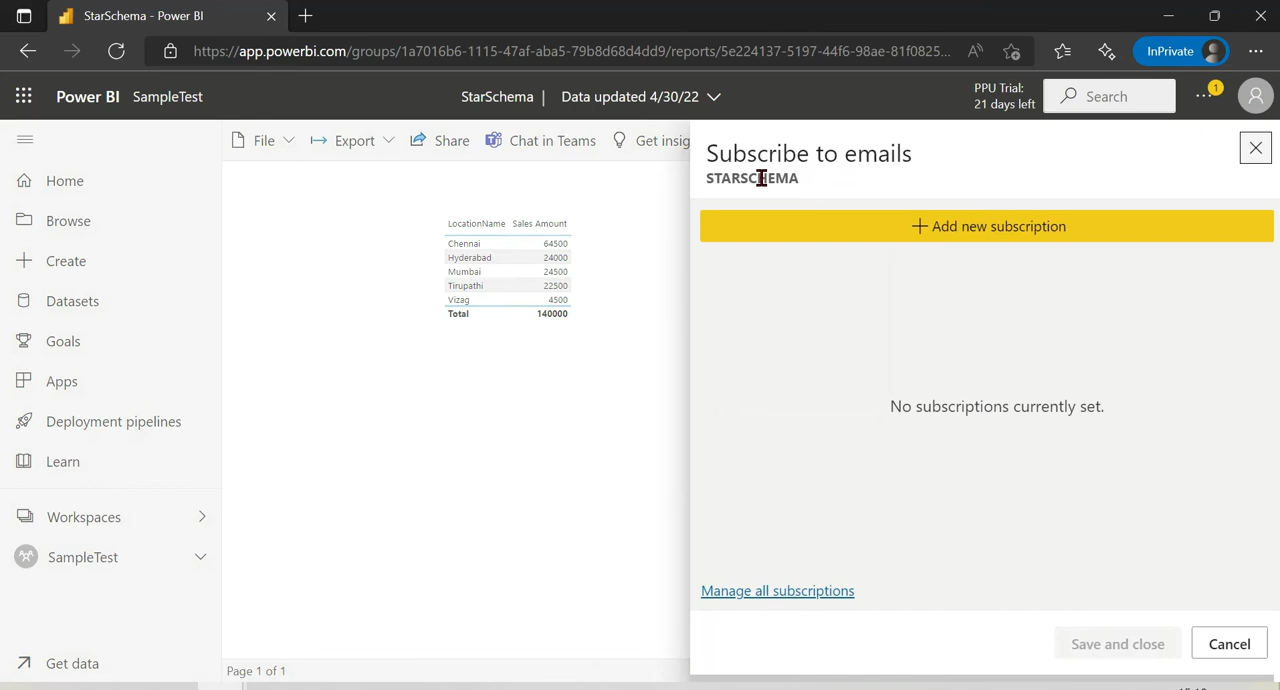 StarSchema - Power BI
https://app.powerbi.com/groups/1a7016b6-1115-47af-aba5-79b8d68d4dd9/reports/5e224137-5197-44f6-98ae-81f0825...
InPrivate
Power BI SampleTest
StarSchema | Data updated 4/30/22
PPU Trial:
21 days left
Search
1
File
Export
Share
Chat in Teams
Get insig
Home
Browse
Create
Datasets
Goals
Apps
Deployment pipelines
Learn
Workspaces
SampleTest
Get data
LocationName Sales Amount
Chennai 64500
Hyderabad 24000
Mumbai 24500
Tirupathi 22500
Vizag 4500
Total 140000
Page 1 of 1
Subscribe to emails
STARSCHEMA
Add new subscription
No subscriptions currently set.
Manage all subscriptions
Save and close
Cancel